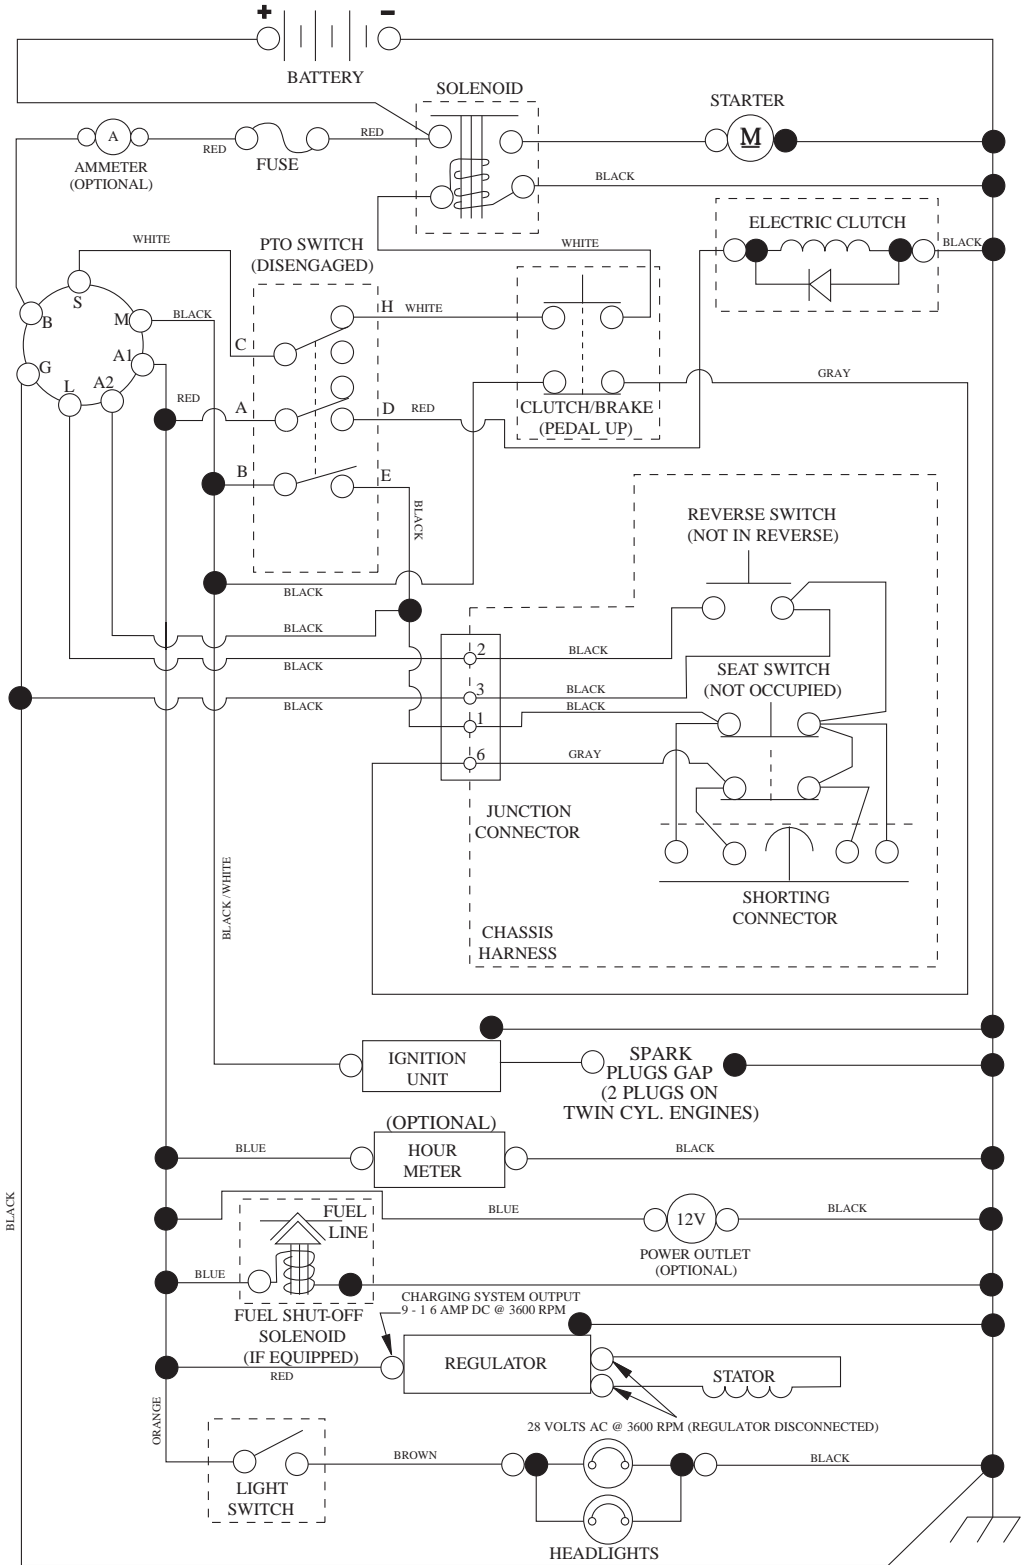 + -
BATTERY
SOLENOID
STARTER
A
RED
FUSE
RED
M
AMMETER
(OPTIONAL)
BLACK
ELECTRIC CLUTCH
BLACK
WHITE
PTO SWITCH
(DISENGAGED)
WHITE
S
B
M
BLACK
H
WHITE
C
G
A1
L
A2
RED
A
D
RED
GRAY
CLUTCH/BRAKE
(PEDAL UP)
B
E
BLACK
REVERSE SWITCH
(NOT IN REVERSE)
BLACK
BLACK
BLACK
2
BLACK
SEAT SWITCH
(NOT OCCUPIED)
BLACK
3
BLACK
BLACK
1
6
GRAY
JUNCTION
CONNECTOR
BLACK /WHITE
SHORTING
CONNECTOR
CHASSIS
HARNESS
IGNITION
UNIT
SPARK
PLUGS GAP
(2 PLUGS ON
TWIN CYL. ENGINES)
(OPTIONAL)
HOUR
METER
BLUE
BLACK
BLACK
BLUE
12V
BLACK
POWER OUTLET
(OPTIONAL)
FUEL
LINE
BLUE
FUEL SHUT-OFF
SOLENOID
(IF EQUIPPED)
CHARGING SYSTEM OUTPUT
9 - 1 6 AMP DC @ 3600 RPM
RED
REGULATOR
STATOR
28 VOLTS AC @ 3600 RPM (REGULATOR DISCONNECTED)
ORANGE
BROWN
BLACK
LIGHT
SWITCH
HEADLIGHTS